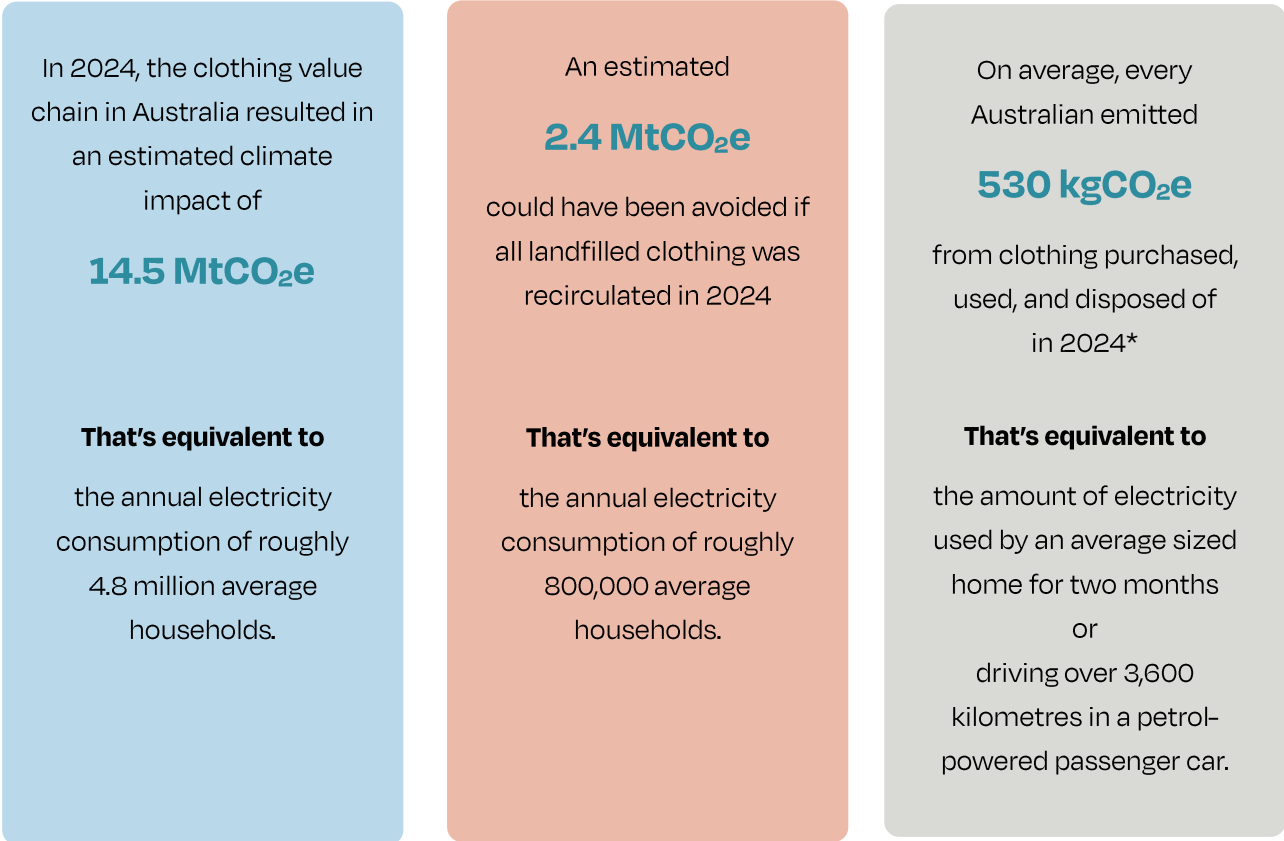 In 2024, the clothing value
chain in Australia resulted in
an estimated climate
impact of
14.5 MtCO₂e
That’s equivalent to
the annual electricity
consumption of roughly
4.8 million average
households.
An estimated
2.4 MtCO₂e
could have been avoided if
all landfilled clothing was
recirculated in 2024
That’s equivalent to
the annual electricity
consumption of roughly
800,000 average
households.
On average, every
Australian emitted
530 kgCO₂e
from clothing purchased,
used, and disposed of
in 2024*
That’s equivalent to
the amount of electricity
used by an average sized
home for two months
or
driving over 3,600
kilometres in a petrol-
powered passenger car.